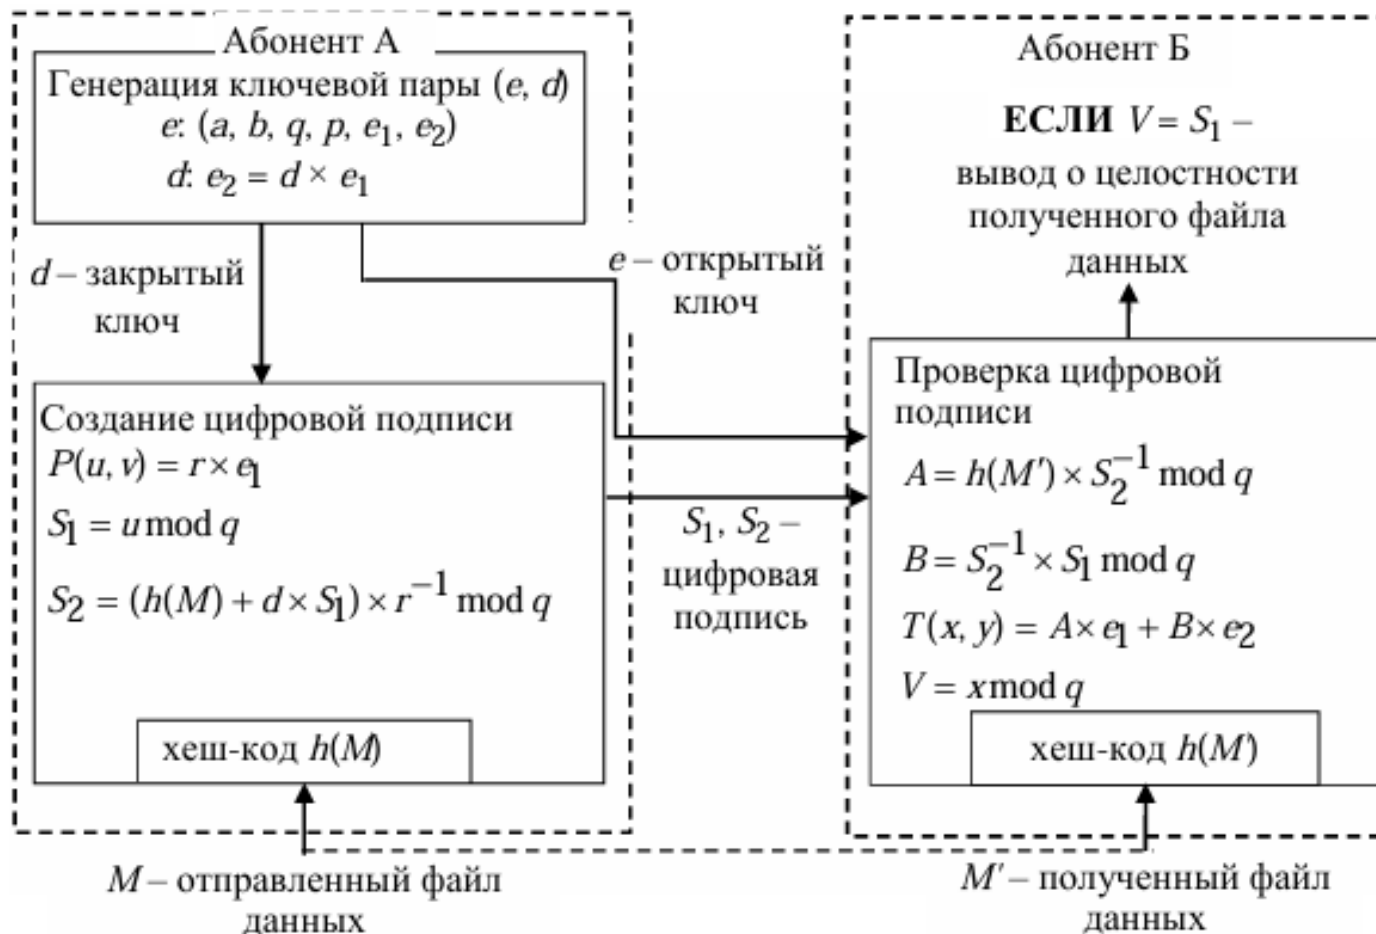 Абонент А
Генерация ключевой пары (e, d)
e: (a, b, q, p, e₁, e₂)
d: e₂ = d × e₁
d – закрытый
ключ
e – открытый
ключ
Создание цифровой подписи
P(u, v) = r × e₁
S₁ = u mod q
S₂ = (h(M) + d × S₁) × r⁻¹ mod q
хеш-код h(M)
M – отправленный файл
данных
S₁, S₂ –
цифровая
подпись
Абонент Б
ЕСЛИ V = S₁ –
вывод о целостности
полученного файла
данных
Проверка цифровой
подписи
A = h(M′) × S₂⁻¹ mod q
B = S₂⁻¹ × S₁ mod q
T(x, y) = A × e₁ + B × e₂
V = x mod q
хеш-код h(M′)
M′ – полученный файл
данных